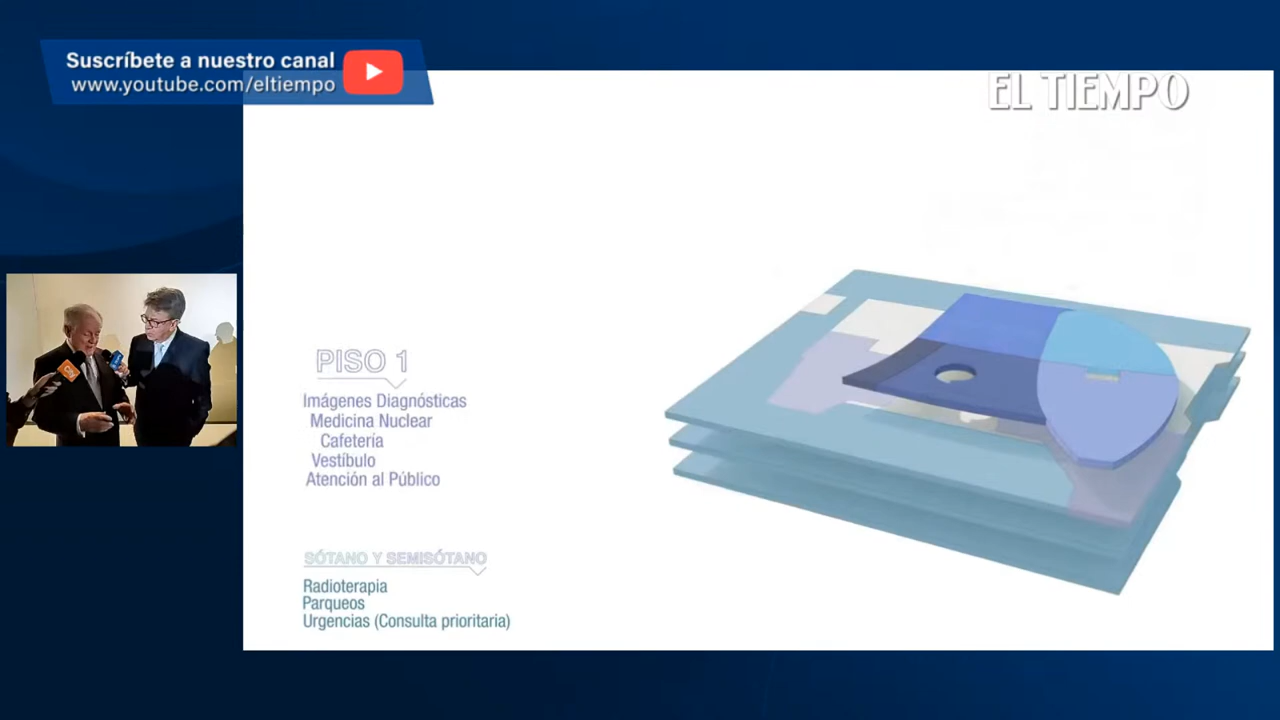 Suscríbete a nuestro canal
www.youtube.com/eltiempo
EL TIEMPO
PISO 1
Imágenes Diagnósticas
Medicina Nuclear
Cafetería
Vestíbulo
Atención al Público
SÓTANO Y SEMISÓTANO
Radioterapia
Parqueos
Urgencias (Consulta prioritaria)